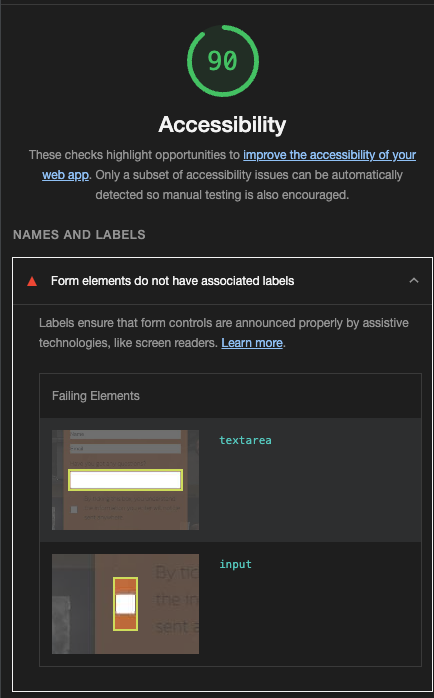 90
Accessibility
These checks highlight opportunities to improve the accessibility of your
web app. Only a subset of accessibility issues can be automatically
detected so manual testing is also encouraged.
NAMES AND LABELS
Form elements do not have associated labels
Labels ensure that form controls are announced properly by assistive
technologies, like screen readers. Learn more.
Failing Elements
textarea
input
By tic
the in
sent a